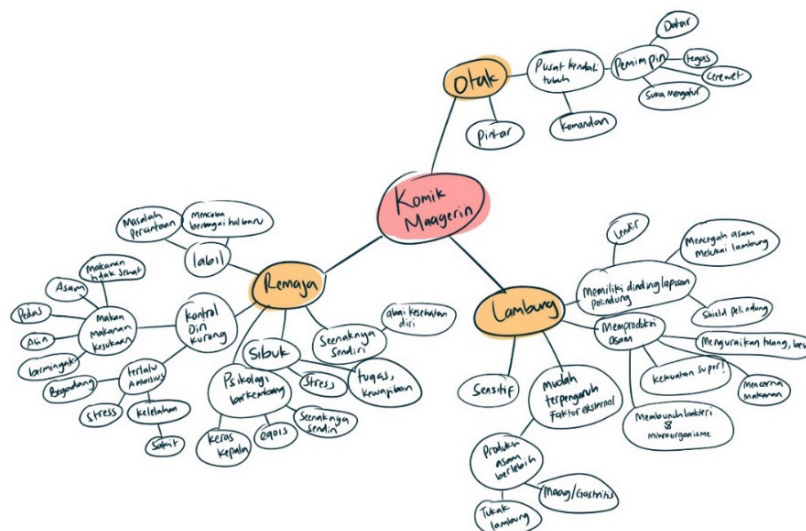 Komik
Maagerin
Otak
Pintar
Pusat kendali
tubuh
Komandan
Pemimpin
Datar
tegas
Cerewet
Suka mengatur
Remaja
labil
Masalah
percintaan
Mencoba
berbagai hal baru
Kontrol
Diri
kurang
Makan
makanan
kesukaan
Makanan
tidak sehat
Asam
Pedas
Asin
berminyak
terlalu
Ambisius
Begadang
Stress
kelelahan
Sakit
Psikologi
berkembang
keras
kepala
egois
Seenaknya
sendiri
Sibuk
Stress
tugas,
kewajiban
Seenaknya
sendiri
abai kesehatan
diri
Lambung
Sensitif
Mudah
terpengaruh
Faktor eksternal
Produksi
asam
berlebih
Tukak
lambung
Maag/Gastritis
Memiliki dinding lapisan
pelindung
Lendir
Mencegah asam
melukai lambung
Shield pelindung
Memproduksi
asam
Menguraikan tulang, besi
Kekuatan super!
Mencerna
makanan
Membunuh bakteri
&
mikroorganisme